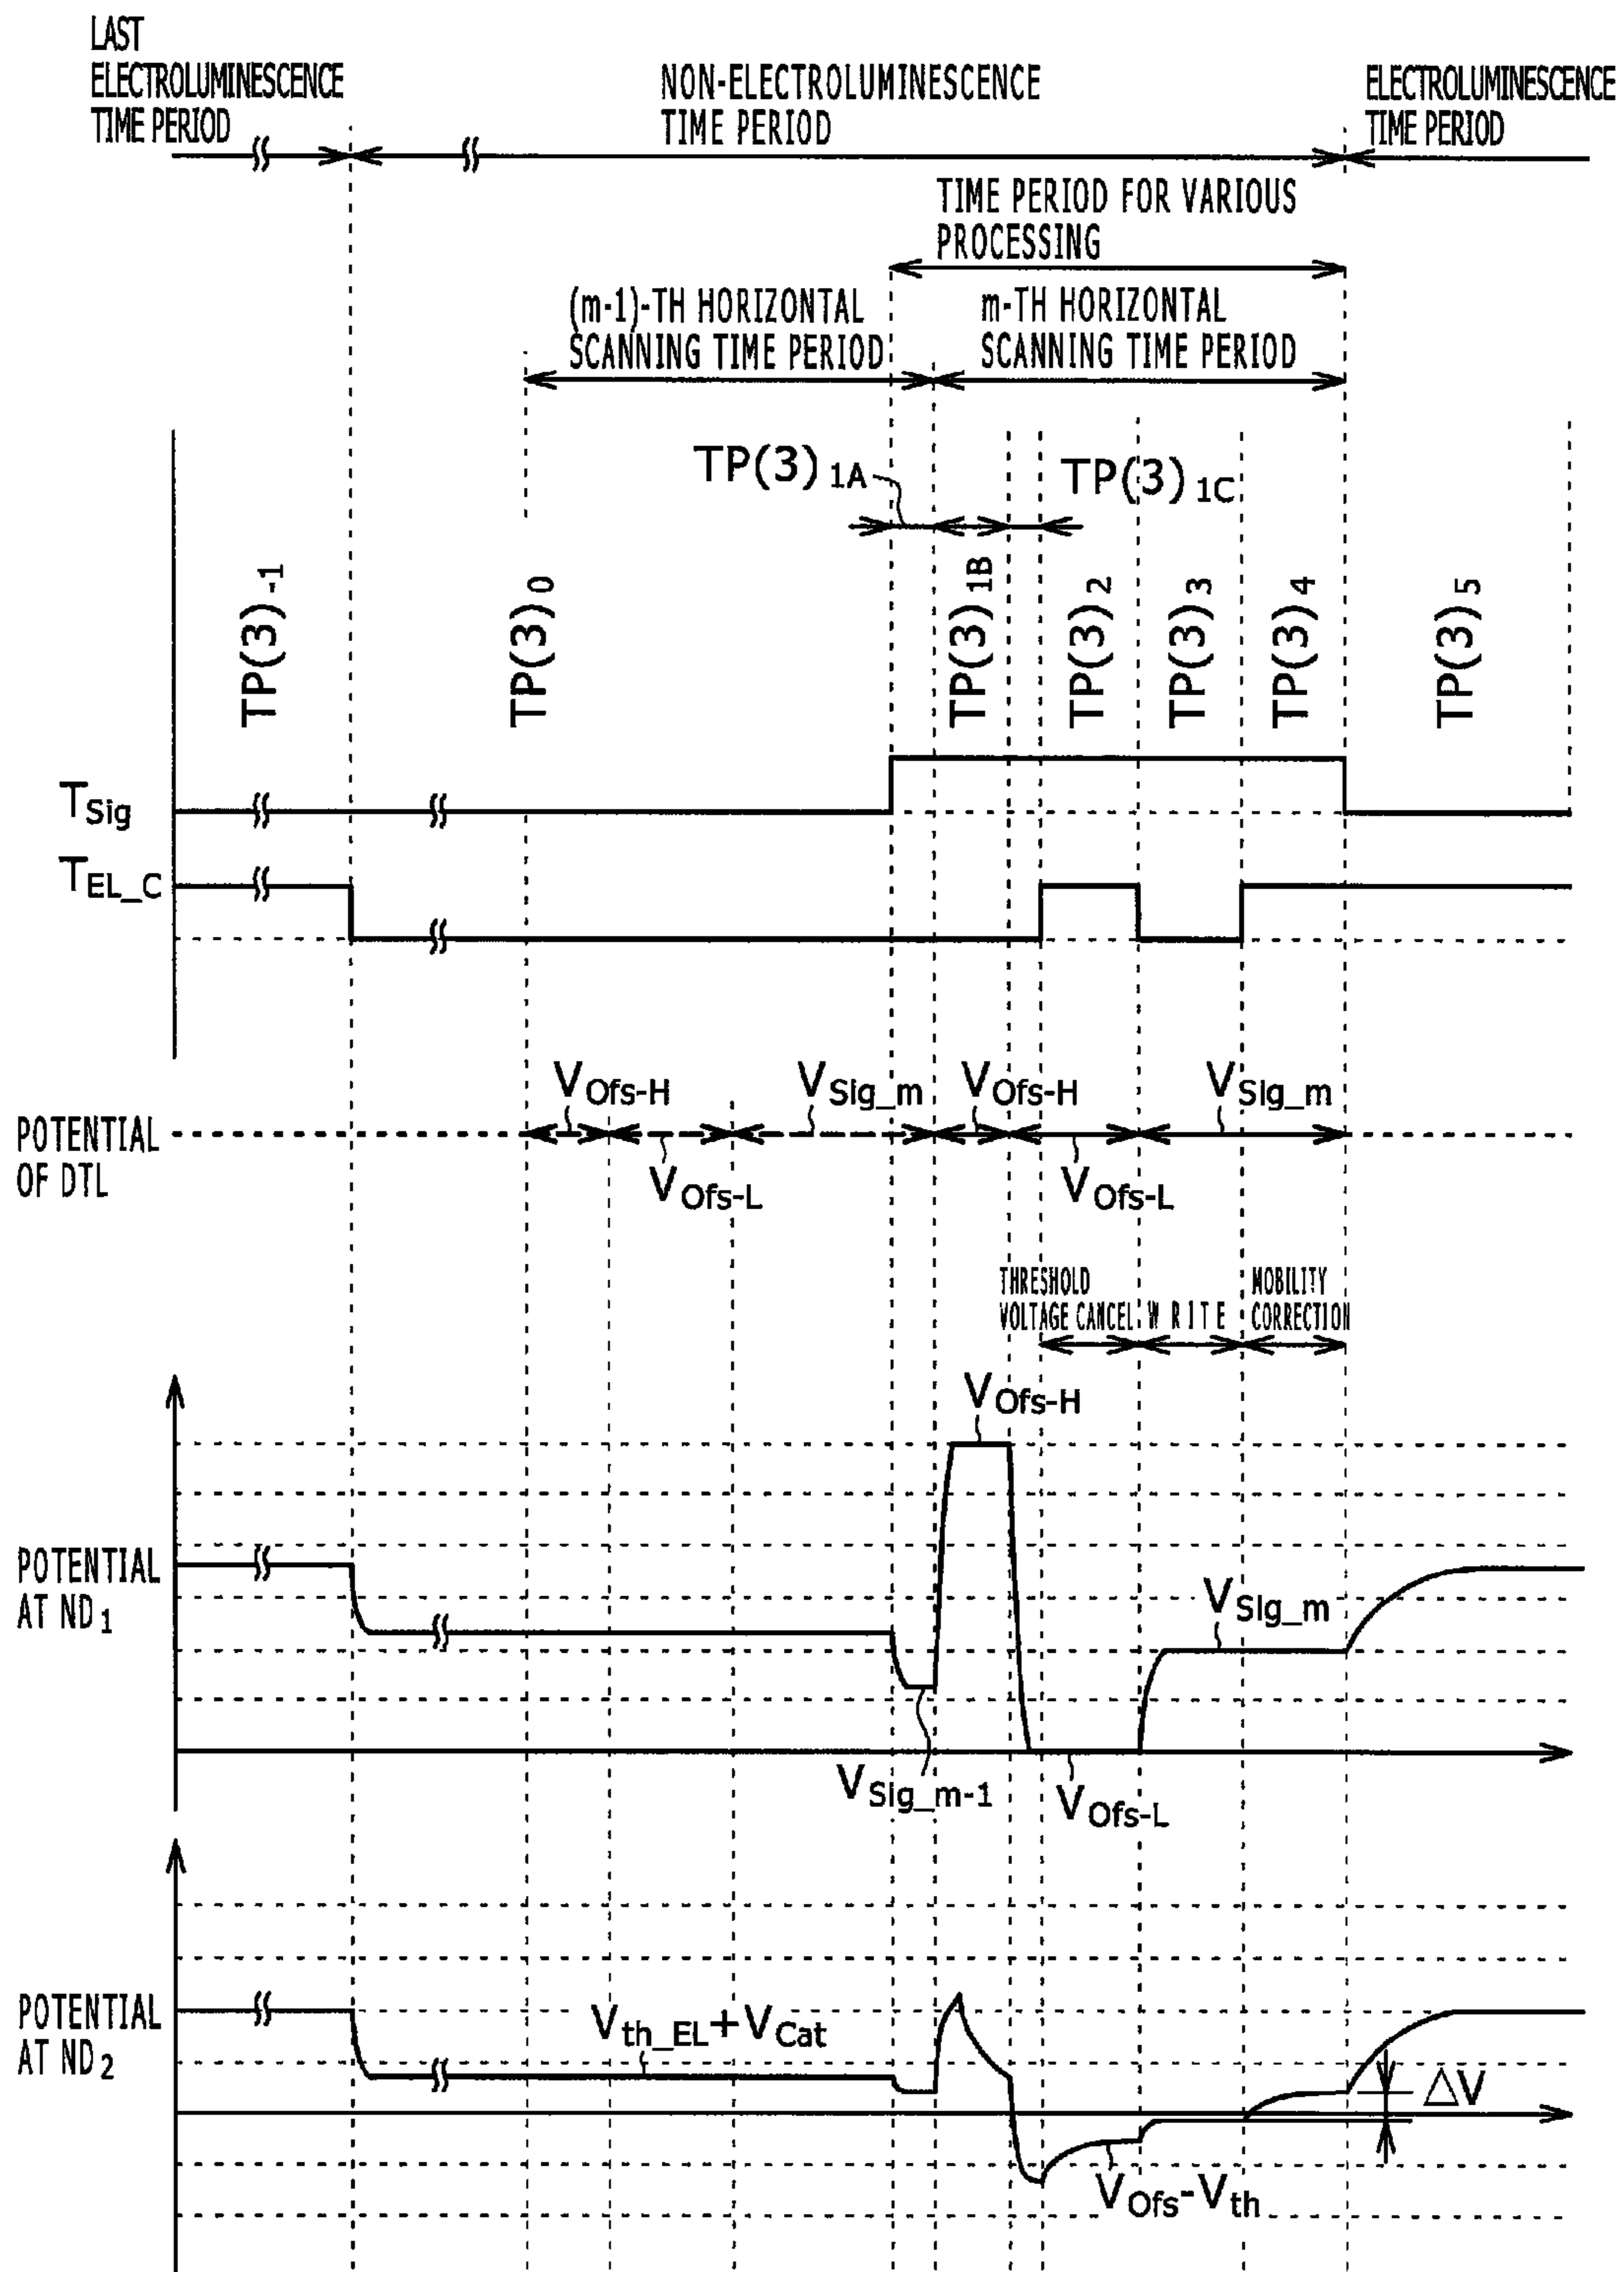 LAST
ELECTROLUMINESCENCE
TIME PERIOD
NON-ELECTROLUMINESCENCE
TIME PERIOD
ELECTROLUMINESCENCE
TIME PERIOD
TIME PERIOD FOR VARIOUS
PROCESSING
(m-1)-TH HORIZONTAL
SCANNING TIME PERIOD
m-TH HORIZONTAL
SCANNING TIME PERIOD
TP(3)1A
TP(3)1C
TP(3)-1
TP(3)0
TP(3)1B
TP(3)2
TP(3)3
TP(3)4
TP(3)5
TSig
TEL_C
VOfs-H
VSig_m
VOfs-H
VSig_m
POTENTIAL
OF DTL
VOfs-L
VOfs-L
THRESHOLD
VOLTAGE CANCEL
WRITE
MOBILITY
CORRECTION
VOfs-H
POTENTIAL
AT ND1
VSig_m
VSig_m-1
VOfs-L
POTENTIAL
AT ND2
Vth_EL+VCat
△V
VOfs-Vth